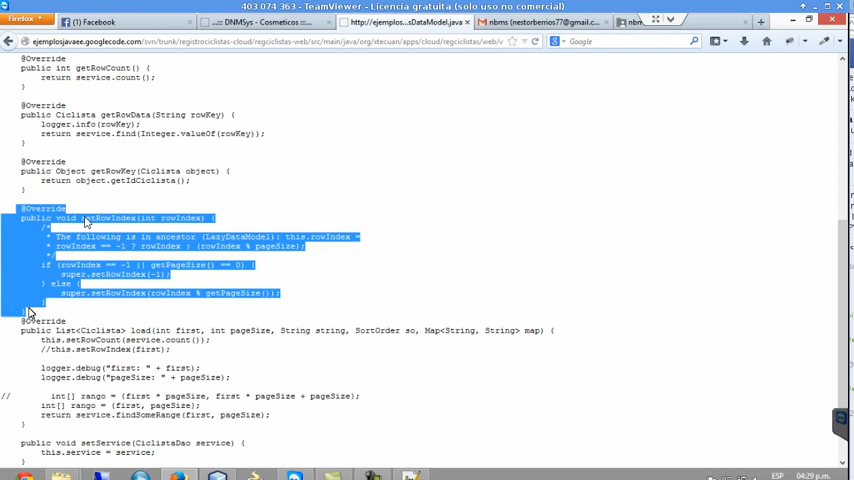 403 074 363 - TeamViewer - Licencia gratuita (solo uso no comercial)
Firefox
(8) Facebook
..:: DNMSys - Cosmeticos ::...
http://ejemplos...sDataModel.java
nbms (nestorberrios77@gmail.c...
nbm
ejemplosjavaee.googlecode.com/svn/trunk/registrociclistas-cloud/regciclistas-web/src/main/java/org/xtecuan/apps/cloud/regciclistas/web/v
Google
@Override
public int getRowCount() {
return service.count();
}
@Override
public Ciclista getRowData(String rowKey) {
logger.info(rowKey);
return service.find(Integer.valueOf(rowKey));
}
@Override
public Object getRowKey(Ciclista object) {
return object.getIdCiclista();
}
@Override
public void setRowIndex(int rowIndex) {
/*
* The following is in ancestor (LazyDataModel): this.rowIndex =
* rowIndex == -1 ? rowIndex : (rowIndex % pageSize);
*/
if (rowIndex == -1 || getPageSize() == 0) {
super.setRowIndex(-1);
} else {
super.setRowIndex(rowIndex % getPageSize());
}
}
@Override
public List<Ciclista> load(int first, int pageSize, String string, SortOrder so, Map<String, String> map) {
this.setRowCount(service.count());
//this.setRowIndex(first);
logger.debug("first: " + first);
logger.debug("pageSize: " + pageSize);
// int[] rango = {first * pageSize, first * pageSize + pageSize};
int[] rango = {first, pageSize};
return service.findSomeRange(first, pageSize);
}
public void setService(CiclistaDao service) {
this.service = service;
}
ESP
04:29 p.m.